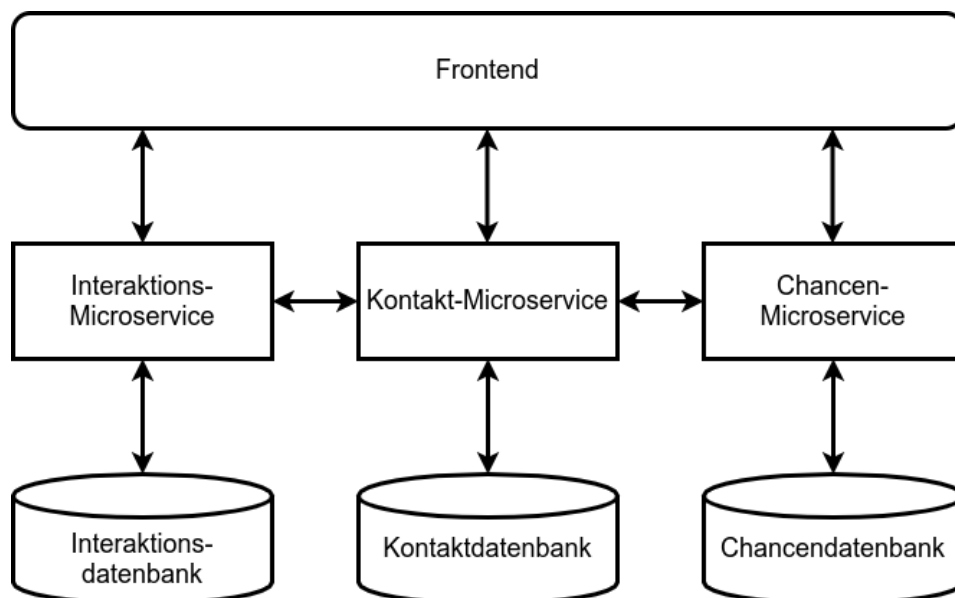 Frontend
Interaktions-
Microservice
Kontakt-Microservice
Chancen-
Microservice
Interaktions-
datenbank
Kontaktdatenbank
Chancendatenbank